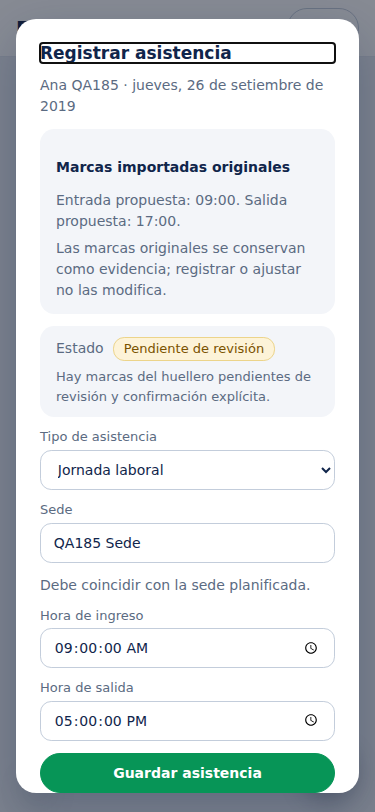 Registrar asistencia
Ana QA185 · jueves, 26 de setiembre de
2019
Marcas importadas originales
Entrada propuesta: 09:00. Salida
propuesta: 17:00.
Las marcas originales se conservan
como evidencia; registrar o ajustar
no las modifica.
Estado Pendiente de revisión
Hay marcas del huellero pendientes de
revisión y confirmación explícita.
Tipo de asistencia
Jornada laboral
Sede
QA185 Sede
Debe coincidir con la sede planificada.
Hora de ingreso
09:00:00 AM
Hora de salida
05:00:00 PM
Guardar asistencia